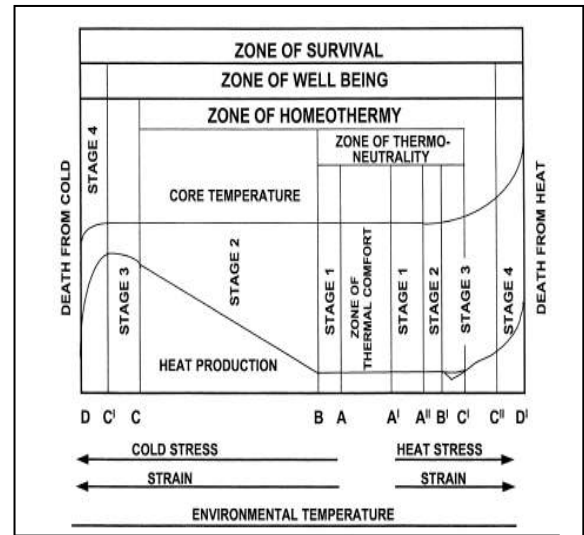 ZONE OF SURVIVAL
ZONE OF WELL BEING
ZONE OF HOMEOTHERMY
ZONE OF THERMO-
NEUTRALITY
DEATH FROM COLD
STAGE 4
CORE TEMPERATURE
STAGE 3
STAGE 2
HEAT PRODUCTION
STAGE 1
ZONE OF
THERMAL COMFORT
STAGE 1
STAGE 2
STAGE 3
STAGE 4
DEATH FROM HEAT
D C^I C B A A^I A^II B^I C^I C^II D^I
COLD STRESS HEAT STRESS
STRAIN STRAIN
ENVIRONMENTAL TEMPERATURE